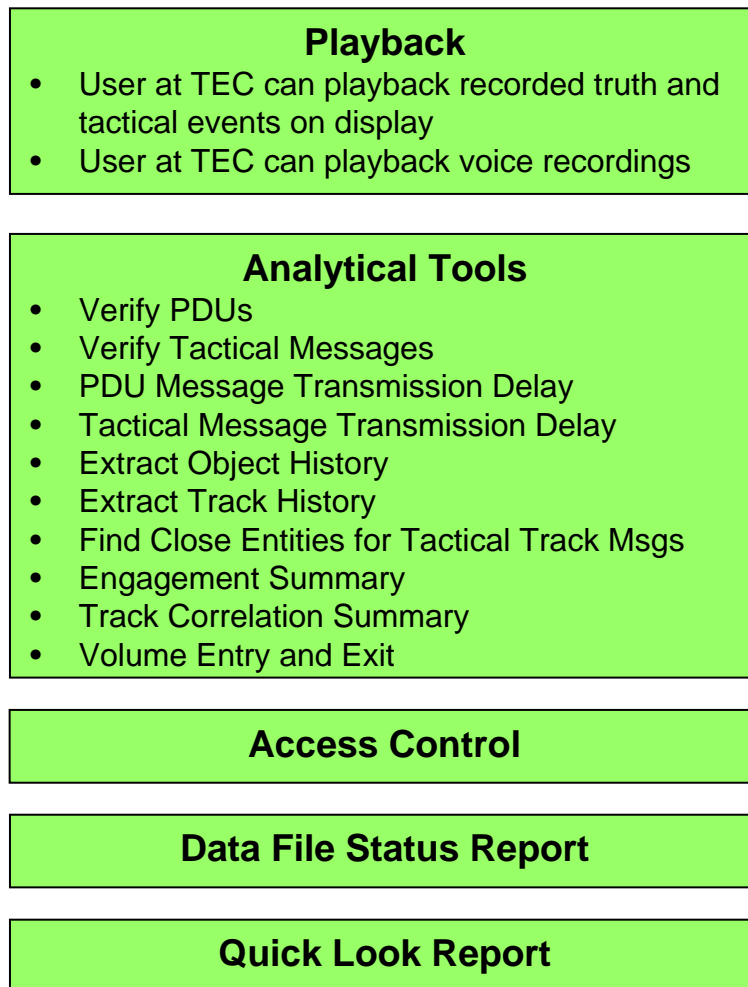 Playback
• User at TEC can playback recorded truth and
tactical events on display
• User at TEC can playback voice recordings
Analytical Tools
• Verify PDUs
• Verify Tactical Messages
• PDU Message Transmission Delay
• Tactical Message Transmission Delay
• Extract Object History
• Extract Track History
• Find Close Entities for Tactical Track Msgs
• Engagement Summary
• Track Correlation Summary
• Volume Entry and Exit
Access Control
Data File Status Report
Quick Look Report